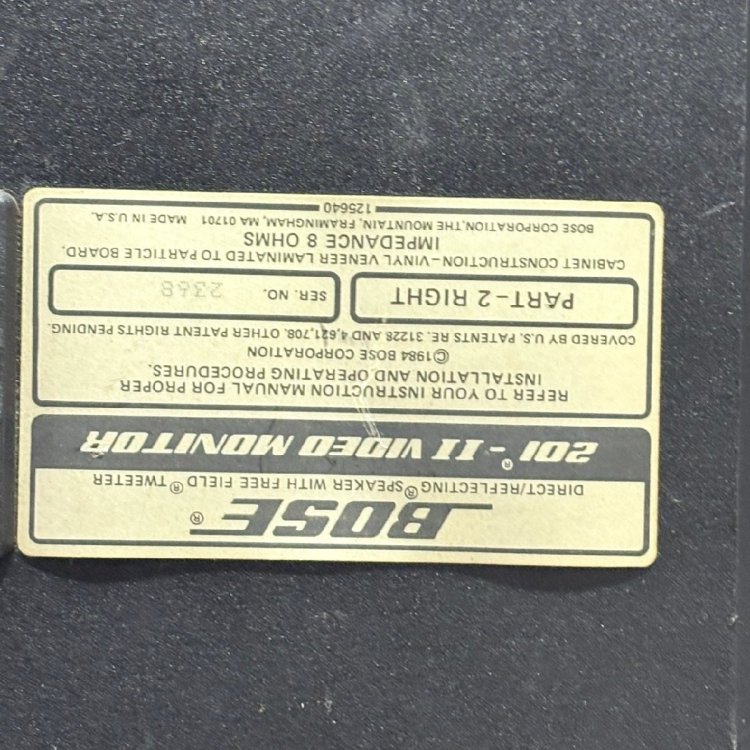 BOSE®
DIRECT/REFLECTING® SPEAKER WITH FREE FIELD® TWEETER
201®-II VIDEO MONITOR
REFER TO YOUR INSTRUCTION MANUAL FOR PROPER
INSTALLATION AND OPERATING PROCEDURES.
©1984 BOSE CORPORATION
COVERED BY U.S. PATENTS RE. 31228 AND 4,621,708. OTHER PATENT RIGHTS PENDING.
PART-2 RIGHT SER. NO. 2368
CABINET CONSTRUCTION-VINYL VENEER LAMINATED TO PARTICLE BOARD.
IMPEDANCE 8 OHMS
BOSE CORPORATION, THE MOUNTAIN, FRAMINGHAM, MA 01701 MADE IN U.S.A.
125640